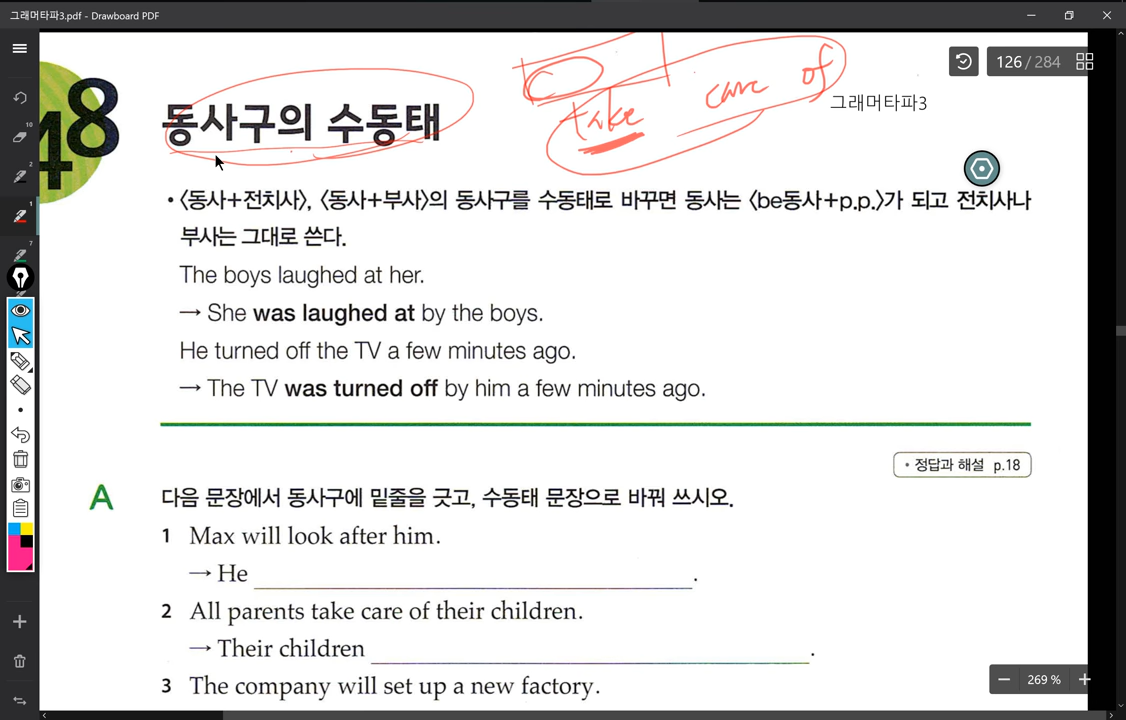 그래머타파3.pdf - Drawboard PDF
126 / 284
take care of
그래머타파3
48 동사구의 수동태
• 〈동사+전치사〉, 〈동사+부사〉의 동사구를 수동태로 바꾸면 동사는 〈be동사+p.p.〉가 되고 전치사나
부사는 그대로 쓴다.
The boys laughed at her.
→ She was laughed at by the boys.
He turned off the TV a few minutes ago.
→ The TV was turned off by him a few minutes ago.
• 정답과 해설 p.18
A 다음 문장에서 동사구에 밑줄을 긋고, 수동태 문장으로 바꿔 쓰시오.
1 Max will look after him.
→ He .
2 All parents take care of their children.
→ Their children .
3 The company will set up a new factory.
269 %
10
2
1
7